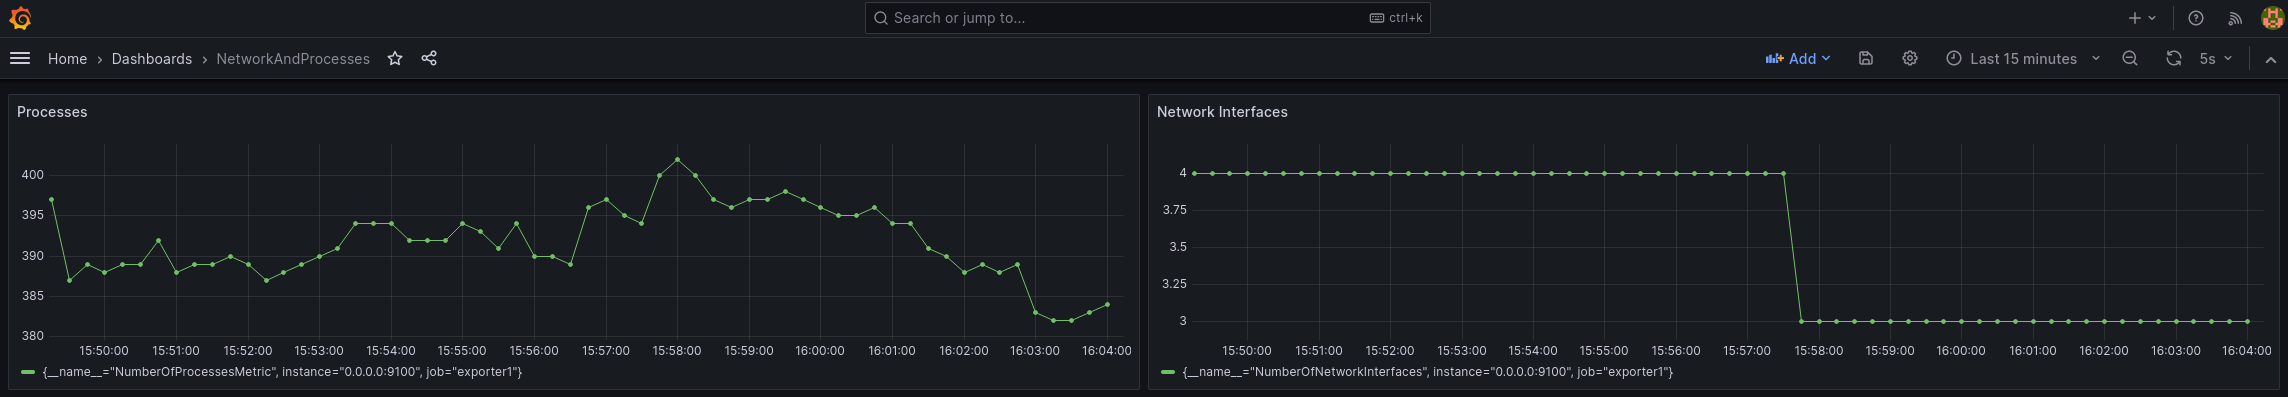 Search or jump to...
ctrl+k
Home › Dashboards › NetworkAndProcesses
Add
Last 15 minutes
5s
Processes
400
395
390
385
380
15:50:00 15:51:00 15:52:00 15:53:00 15:54:00 15:55:00 15:56:00 15:57:00 15:58:00 15:59:00 16:00:00 16:01:00 16:02:00 16:03:00 16:04:00
{__name__="NumberOfProcessesMetric", instance="0.0.0.0:9100", job="exporter1"}
Network Interfaces
4
3.75
3.5
3.25
3
15:50:00 15:51:00 15:52:00 15:53:00 15:54:00 15:55:00 15:56:00 15:57:00 15:58:00 15:59:00 16:00:00 16:01:00 16:02:00 16:03:00 16:04:00
{__name__="NumberOfNetworkInterfaces", instance="0.0.0.0:9100", job="exporter1"}